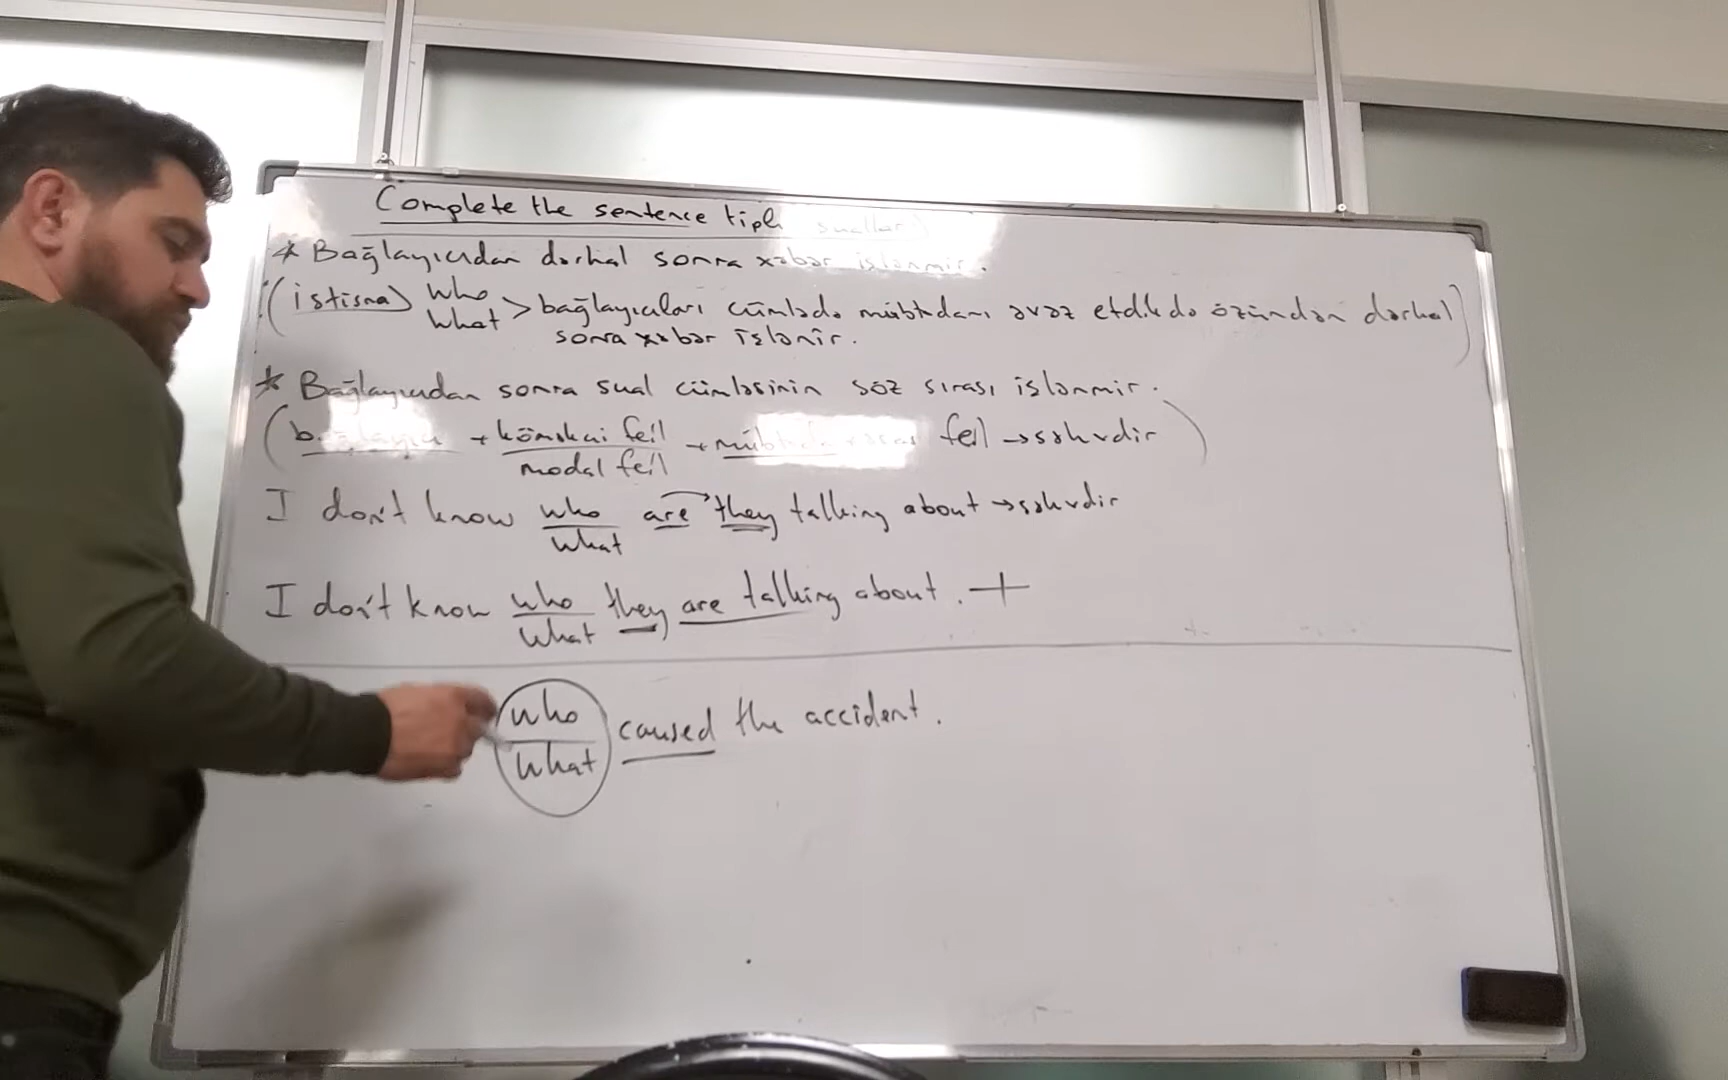 Complete the sentence tipli suallar
* Bağlayıcıdan dərhal sonra xəbər işlənmir.
(istisna) who
what > bağlayıcıları cümlədə mübtədanı əvəz etdikdə özündən dərhal
sonra xəbər işlənir.
* Bağlayıcıdan sonra sual cümləsinin söz sırası işlənmir.
(bağlayıcı + köməkçi feil
modal feil + mübtəda + əsas feil → səhvdir)
I don't know who
what are they talking about → səhvdir
I don't know who
what they are talking about. +
who
what caused the accident.